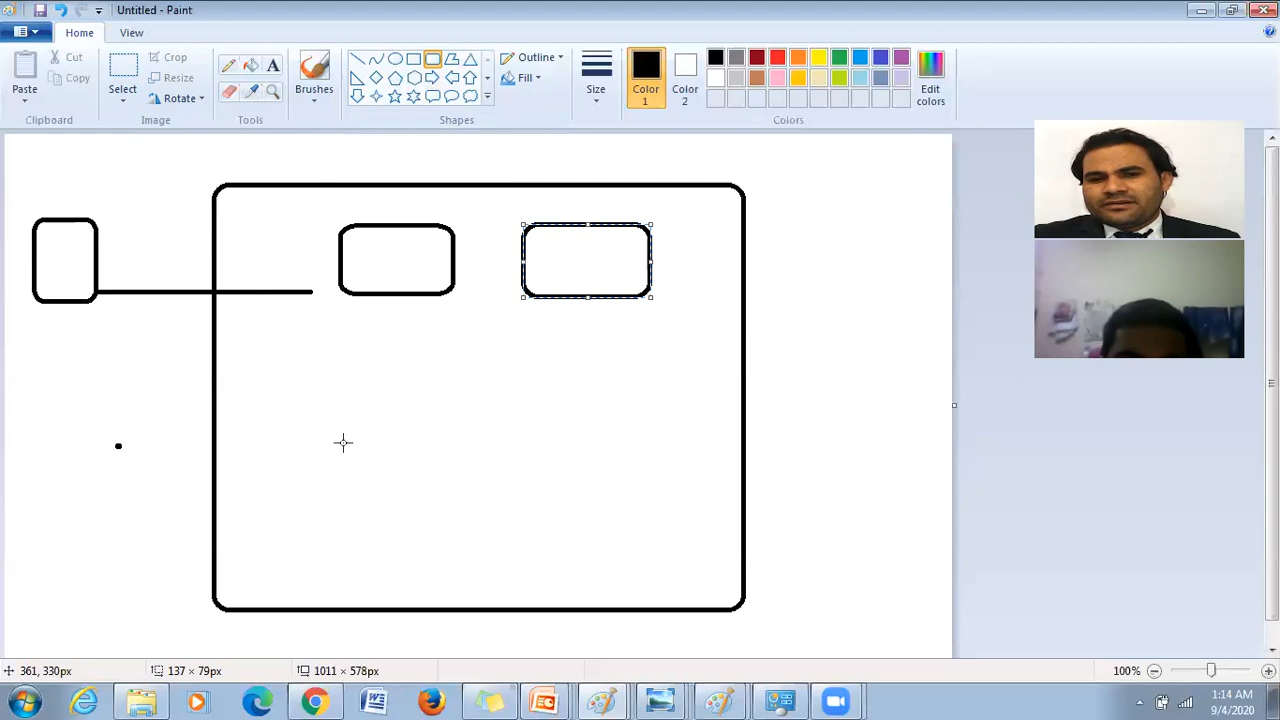 Untitled - Paint
Home
View
Paste
Cut
Copy
Clipboard
Select
Crop
Resize
Rotate
Image
Tools
A
Brushes
Shapes
Outline
Fill
Size
Color
1
Color
2
Edit
colors
Colors
361, 330px
137 × 79px
1011 × 578px
100%
1:14 AM
9/4/2020